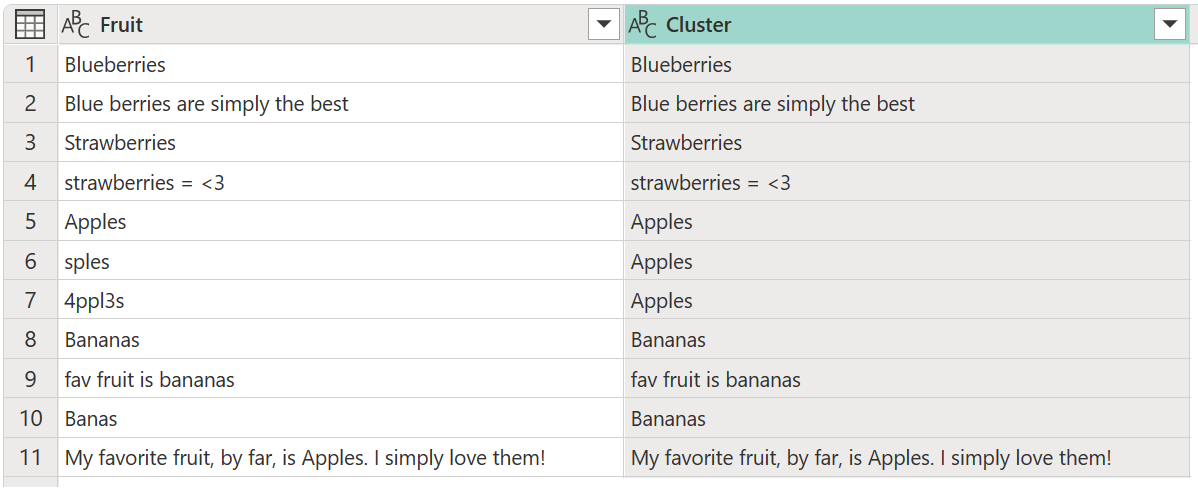 ABC Fruit ABC Cluster
1 Blueberries Blueberries
2 Blue berries are simply the best Blue berries are simply the best
3 Strawberries Strawberries
4 strawberries = <3 strawberries = <3
5 Apples Apples
6 sples Apples
7 4ppl3s Apples
8 Bananas Bananas
9 fav fruit is bananas fav fruit is bananas
10 Banas Bananas
11 My favorite fruit, by far, is Apples. I simply love them! My favorite fruit, by far, is Apples. I simply love them!